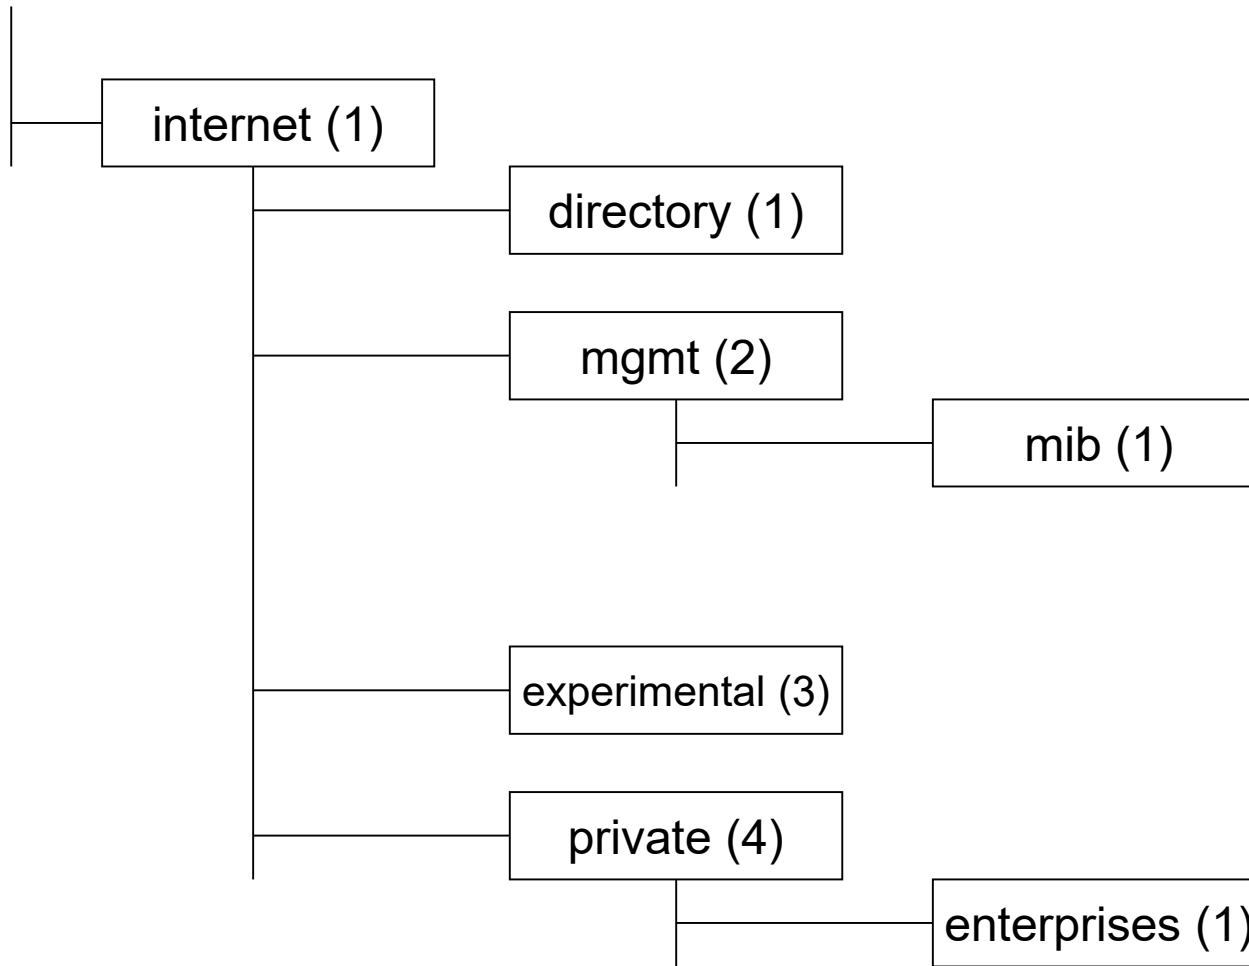 internet (1)
directory (1)
mgmt (2)
mib (1)
experimental (3)
private (4)
enterprises (1)